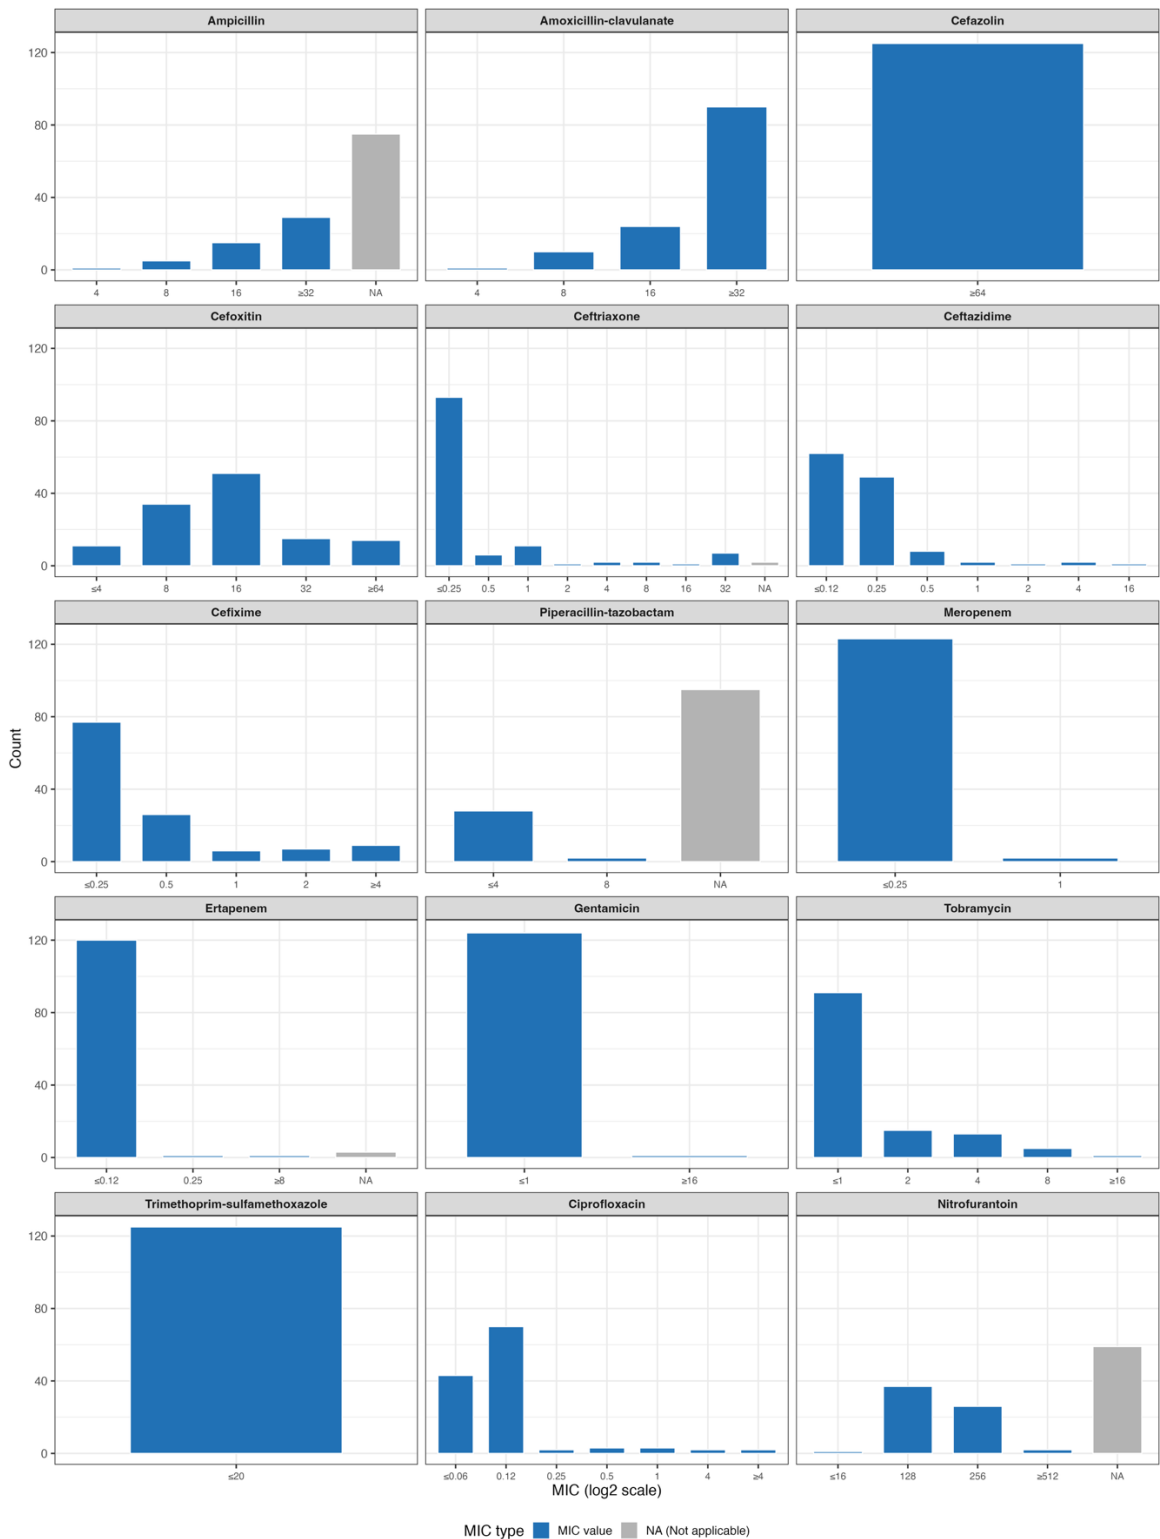 Ampicillin
Amoxicillin-clavulanate
Cefazolin
120
80
40
0
4 8 16 ≥32 NA
4 8 16 ≥32
≥64
Cefoxitin
Ceftriaxone
Ceftazidime
120
80
40
0
≤4 8 16 32 ≥64
≤0.25 0.5 1 2 4 8 16 32 NA
≤0.12 0.25 0.5 1 2 4 16
Cefixime
Piperacillin-tazobactam
Meropenem
120
80
40
0
≤0.25 0.5 1 2 ≥4
≤4 8 NA
≤0.25 1
Count
Ertapenem
Gentamicin
Tobramycin
120
80
40
0
≤0.12 0.25 ≥8 NA
≤1 ≥16
≤1 2 4 8 ≥16
Trimethoprim-sulfamethoxazole
Ciprofloxacin
Nitrofurantoin
120
80
40
0
≤20
≤0.06 0.12 0.25 0.5 1 4 ≥4
≤16 128 256 ≥512 NA
MIC (log2 scale)
MIC type MIC value NA (Not applicable)